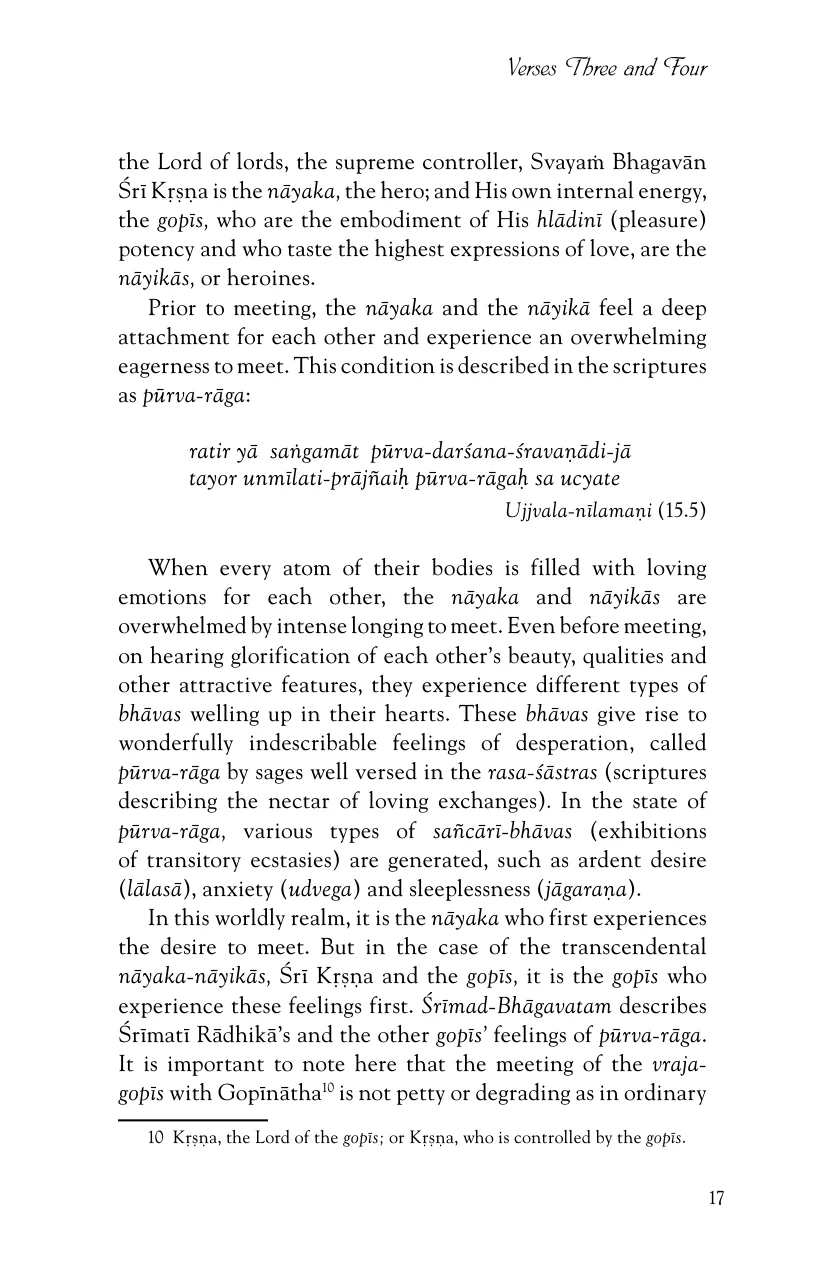 Verses Three and Four
the Lord of lords, the supreme controller, Svayaṁ Bhagavān
Śrī Kṛṣṇa is the nāyaka, the hero; and His own internal energy,
the gopīs, who are the embodiment of His hlādinī (pleasure)
potency and who taste the highest expressions of love, are the
nāyikās, or heroines.
Prior to meeting, the nāyaka and the nāyikā feel a deep
attachment for each other and experience an overwhelming
eagerness to meet. This condition is described in the scriptures
as pūrva-rāga:
ratir yā saṅgamāt pūrva-darśana-śravaṇādi-jā
tayor unmīlati-prājñaiḥ pūrva-rāgaḥ sa ucyate
Ujjvala-nīlamaṇi (15.5)
When every atom of their bodies is filled with loving
emotions for each other, the nāyaka and nāyikās are
overwhelmed by intense longing to meet. Even before meeting,
on hearing glorification of each other’s beauty, qualities and
other attractive features, they experience different types of
bhāvas welling up in their hearts. These bhāvas give rise to
wonderfully indescribable feelings of desperation, called
pūrva-rāga by sages well versed in the rasa-śāstras (scriptures
describing the nectar of loving exchanges). In the state of
pūrva-rāga, various types of sañcārī-bhāvas (exhibitions
of transitory ecstasies) are generated, such as ardent desire
(lālasā), anxiety (udvega) and sleeplessness (jāgaraṇa).
In this worldly realm, it is the nāyaka who first experiences
the desire to meet. But in the case of the transcendental
nāyaka-nāyikās, Śrī Kṛṣṇa and the gopīs, it is the gopīs who
experience these feelings first. Śrīmad-Bhāgavatam describes
Śrīmatī Rādhikā’s and the other gopīs’ feelings of pūrva-rāga.
It is important to note here that the meeting of the vraja-
gopīs with Gopīnātha10 is not petty or degrading as in ordinary
10 Kṛṣṇa, the Lord of the gopīs; or Kṛṣṇa, who is controlled by the gopīs.
17